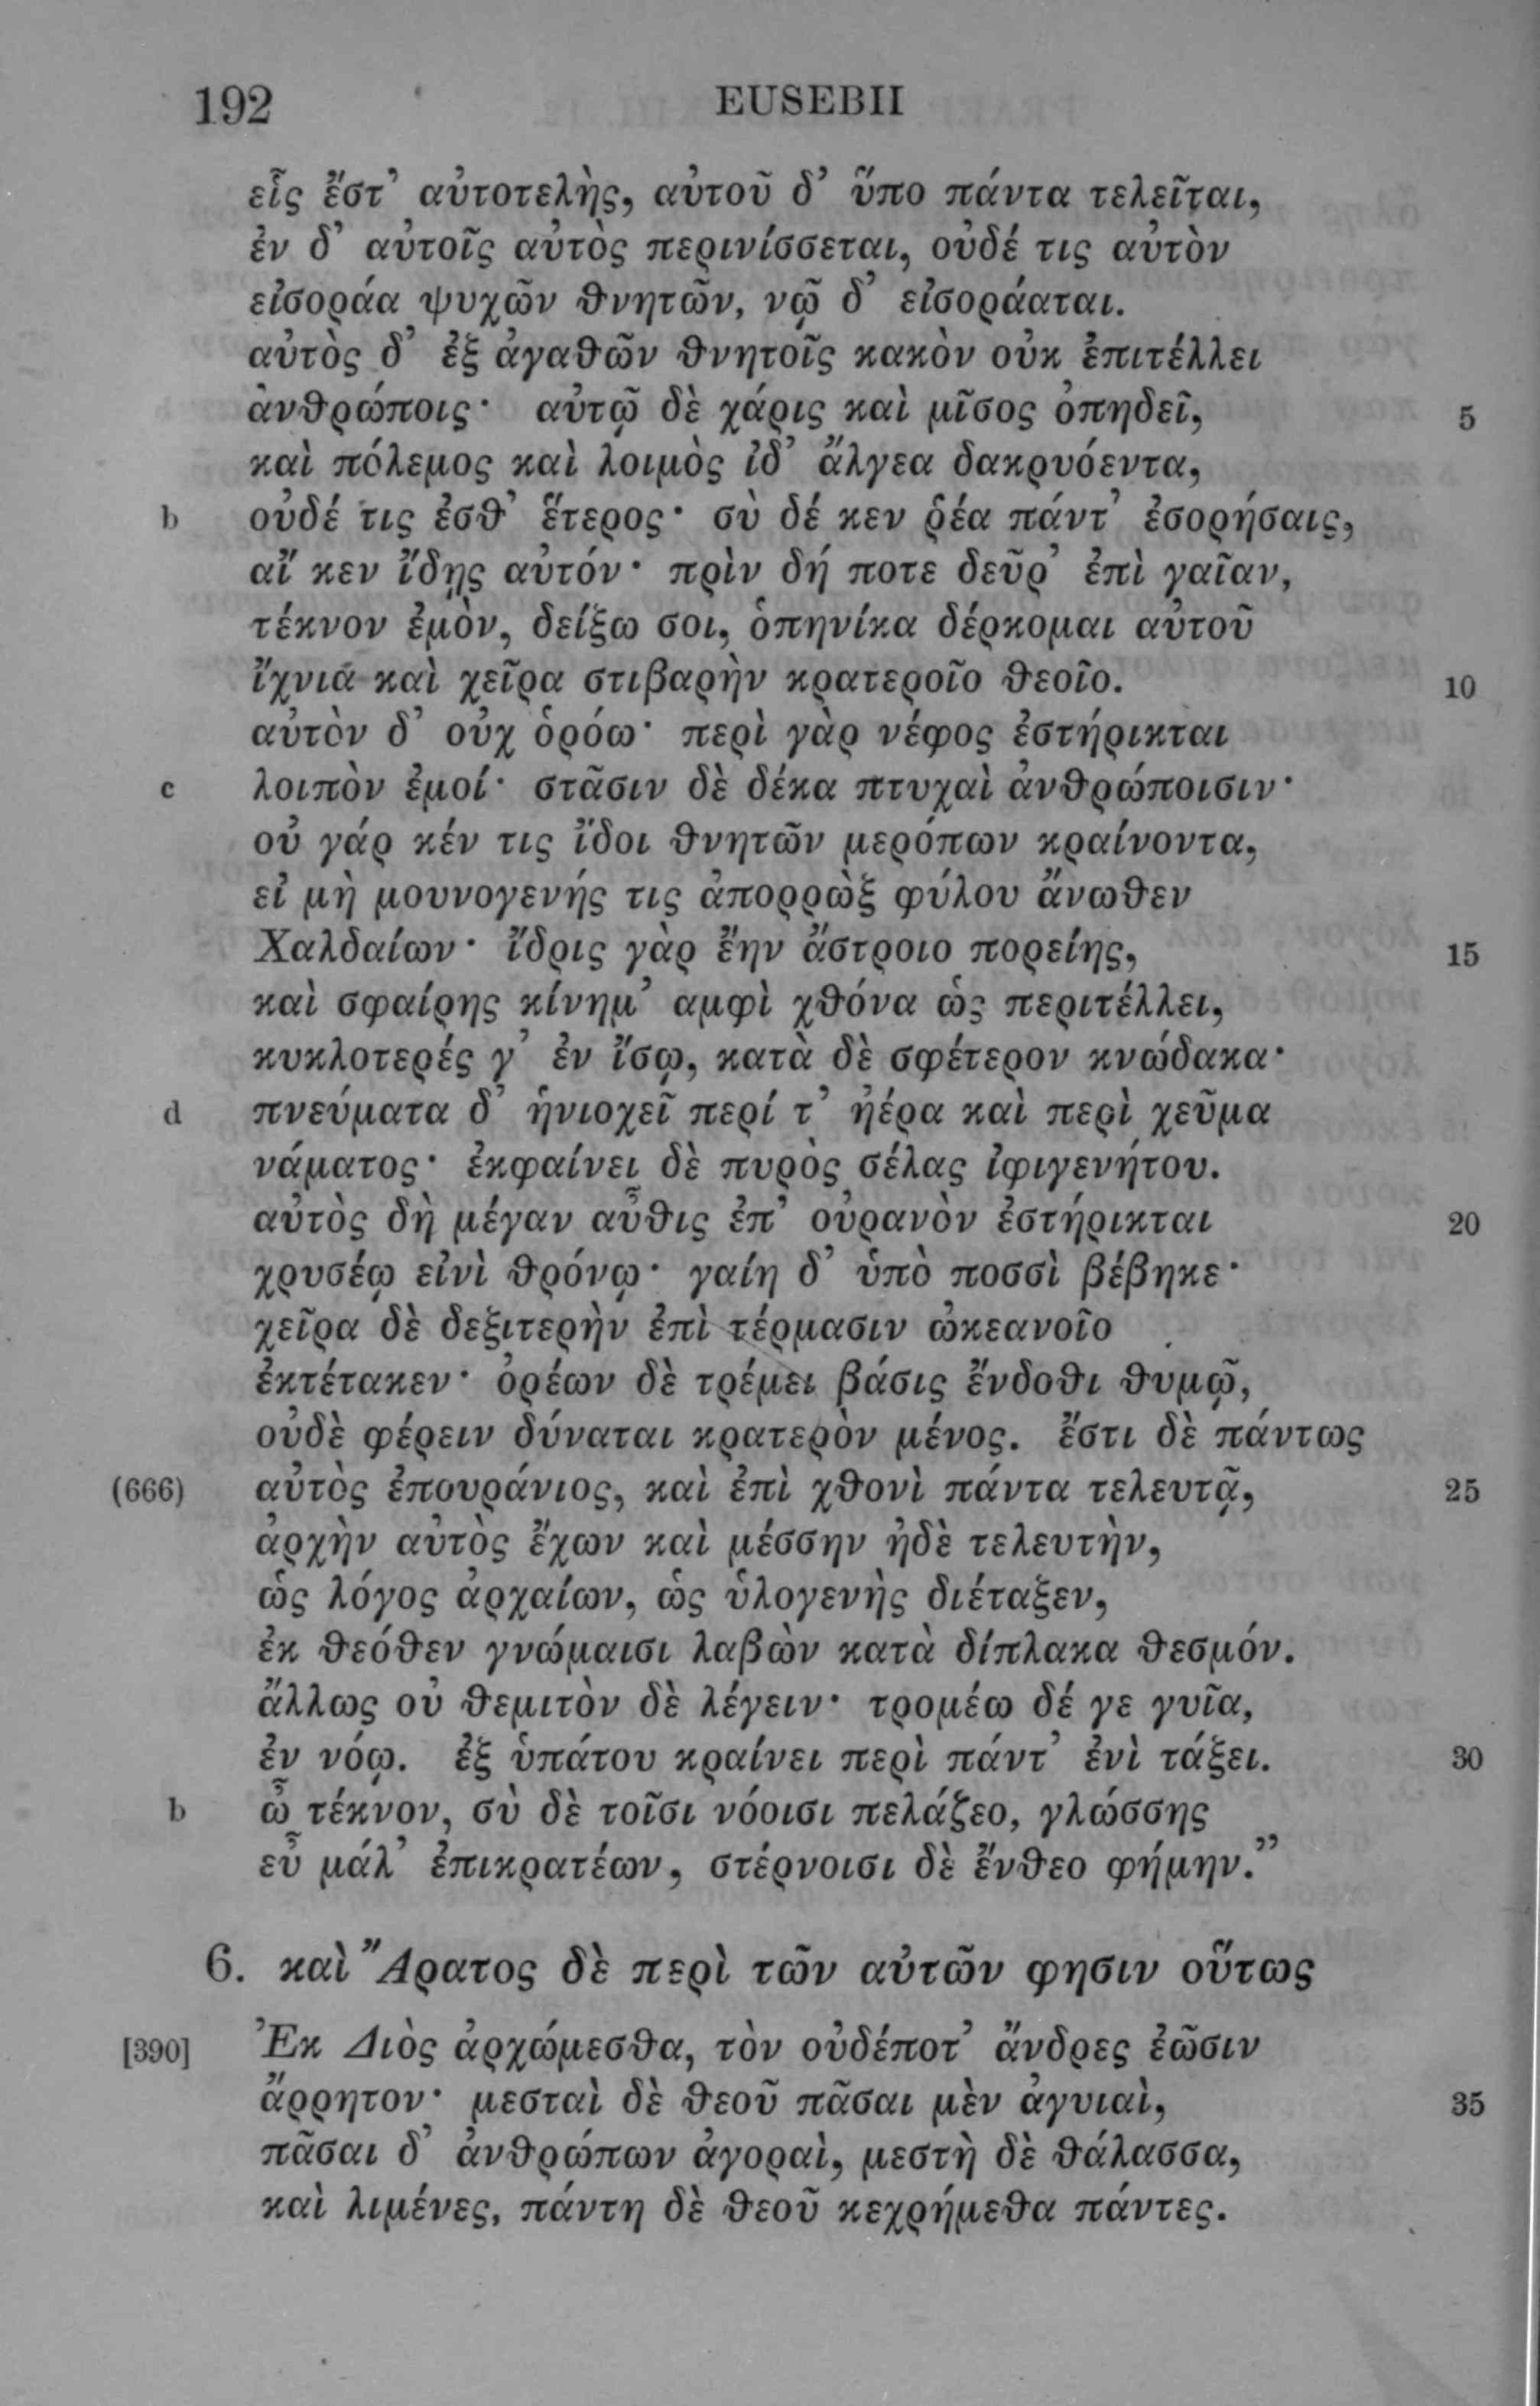 192 EUSEBII
εἷς ἔστ’ αὐτοτελὴς, αὐτοῦ δ’ ὕπο πάντα τελεῖται,
ἐν δ’ αὐτοῖς αὐτὸς περινίσσεται, οὐδέ τις αὐτὸν
εἰσοράα ψυχῶν θνητῶν, νῷ δ’ εἰσοράαται.
αὐτὸς δ’ ἐξ ἀγαθῶν θνητοῖς κακὸν οὐκ ἐπιτέλλει
ἀνθρώποις· αὐτῷ δὲ χάρις καὶ μῖσος ὀπηδεῖ, 5
καὶ πόλεμος καὶ λοιμὸς ἰδ’ ἄλγεα δακρυόεντα,
b οὐδέ τις ἐσθ’ ἕτερος· σὺ δέ κεν ῥέα πάντ’ ἐσορήσαις,
αἴ κεν ἴδῃς αὐτόν· πρὶν δή ποτε δεῦρ’ ἐπὶ γαῖαν,
τέκνον ἐμὸν, δείξω σοι, ὁπηνίκα δέρκομαι αὐτοῦ
ἴχνια καὶ χεῖρα στιβαρὴν κρατεροῖο θεοῖο. 10
αὐτὸν δ’ οὐχ ὁρόω· περὶ γὰρ νέφος ἐστήρικται
c λοιπὸν ἐμοί· στᾶσιν δὲ δέκα πτυχαὶ ἀνθρώποισιν·
οὐ γάρ κέν τις ἴδοι θνητῶν μερόπων κραίνοντα,
εἰ μὴ μουνογενής τις ἀπορρὼξ φύλου ἄνωθεν
Χαλδαίων· ἴδρις γὰρ ἔην ἄστροιο πορείης, 15
καὶ σφαίρης κίνημ’ αμφὶ χθόνα ὡς περιτέλλει,
κυκλοτερές γ’ ἐν ἴσῳ, κατὰ δὲ σφέτερον κνώδακα·
d πνεύματα δ’ ἡνιοχεῖ περί τ’ ἠέρα καὶ περὶ χεῦμα
νάματος· ἐκφαίνει δὲ πυρὸς σέλας ἰφιγενήτου.
αὐτὸς δὴ μέγαν αὖθις ἐπ’ οὐρανὸν ἐστήρικται 20
χρυσέῳ εἰνὶ θρόνῳ· γαίη δ’ ὑπὸ ποσσὶ βέβηκε·
χεῖρα δὲ δεξιτερὴν ἐπὶ τέρμασιν ὠκεανοῖο
ἐκτέτακεν· ὀρέων δὲ τρέμει βάσις ἔνδοθι θυμῷ,
οὐδὲ φέρειν δύναται κρατερὸν μένος. ἔστι δὲ πάντως
(666) αὐτὸς ἐπουράνιος, καὶ ἐπὶ χθονὶ πάντα τελευτᾷ, 25
ἀρχὴν αὐτὸς ἔχων καὶ μέσσην ἠδὲ τελευτὴν,
ὡς λόγος ἀρχαίων, ὡς ὑλογενὴς διέταξεν,
ἐκ θεόθεν γνώμαισι λαβὼν κατὰ δίπλακα θεσμόν.
ἄλλως οὐ θεμιτὸν δὲ λέγειν· τρομέω δέ γε γυῖα,
ἐν νόῳ. ἐξ ὑπάτου κραίνει περὶ πάντ’ ἐνὶ τάξει. 30
b ὦ τέκνον, σὺ δὲ τοῖσι νόοισι πελάζεο, γλώσσης
εὖ μάλ’ ἐπικρατέων, στέρνοισι δὲ ἔνθεο φήμην.”
6. καὶ Ἄρατος δὲ περὶ τῶν αὐτῶν φησιν οὕτως
[390] Ἐκ Διὸς ἀρχώμεσθα, τὸν οὐδέποτ’ ἄνδρες ἐῶσιν
ἄρρητον· μεσταὶ δὲ θεοῦ πᾶσαι μὲν ἀγυιαὶ, 35
πᾶσαι δ’ ἀνθρώπων ἀγοραὶ, μεστὴ δὲ θάλασσα,
καὶ λιμένες, πάντη δὲ θεοῦ κεχρήμεθα πάντες.